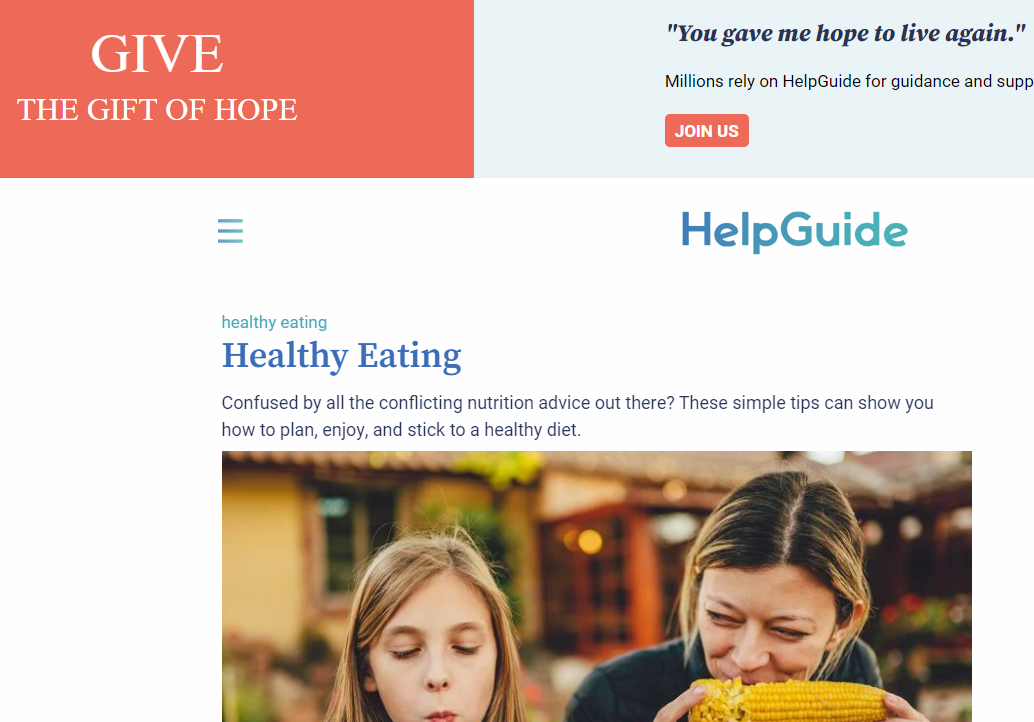 GIVE
THE GIFT OF HOPE
"You gave me hope to live again."
Millions rely on HelpGuide for guidance and supp
JOIN US
HelpGuide
healthy eating
Healthy Eating
Confused by all the conflicting nutrition advice out there? These simple tips can show you
how to plan, enjoy, and stick to a healthy diet.